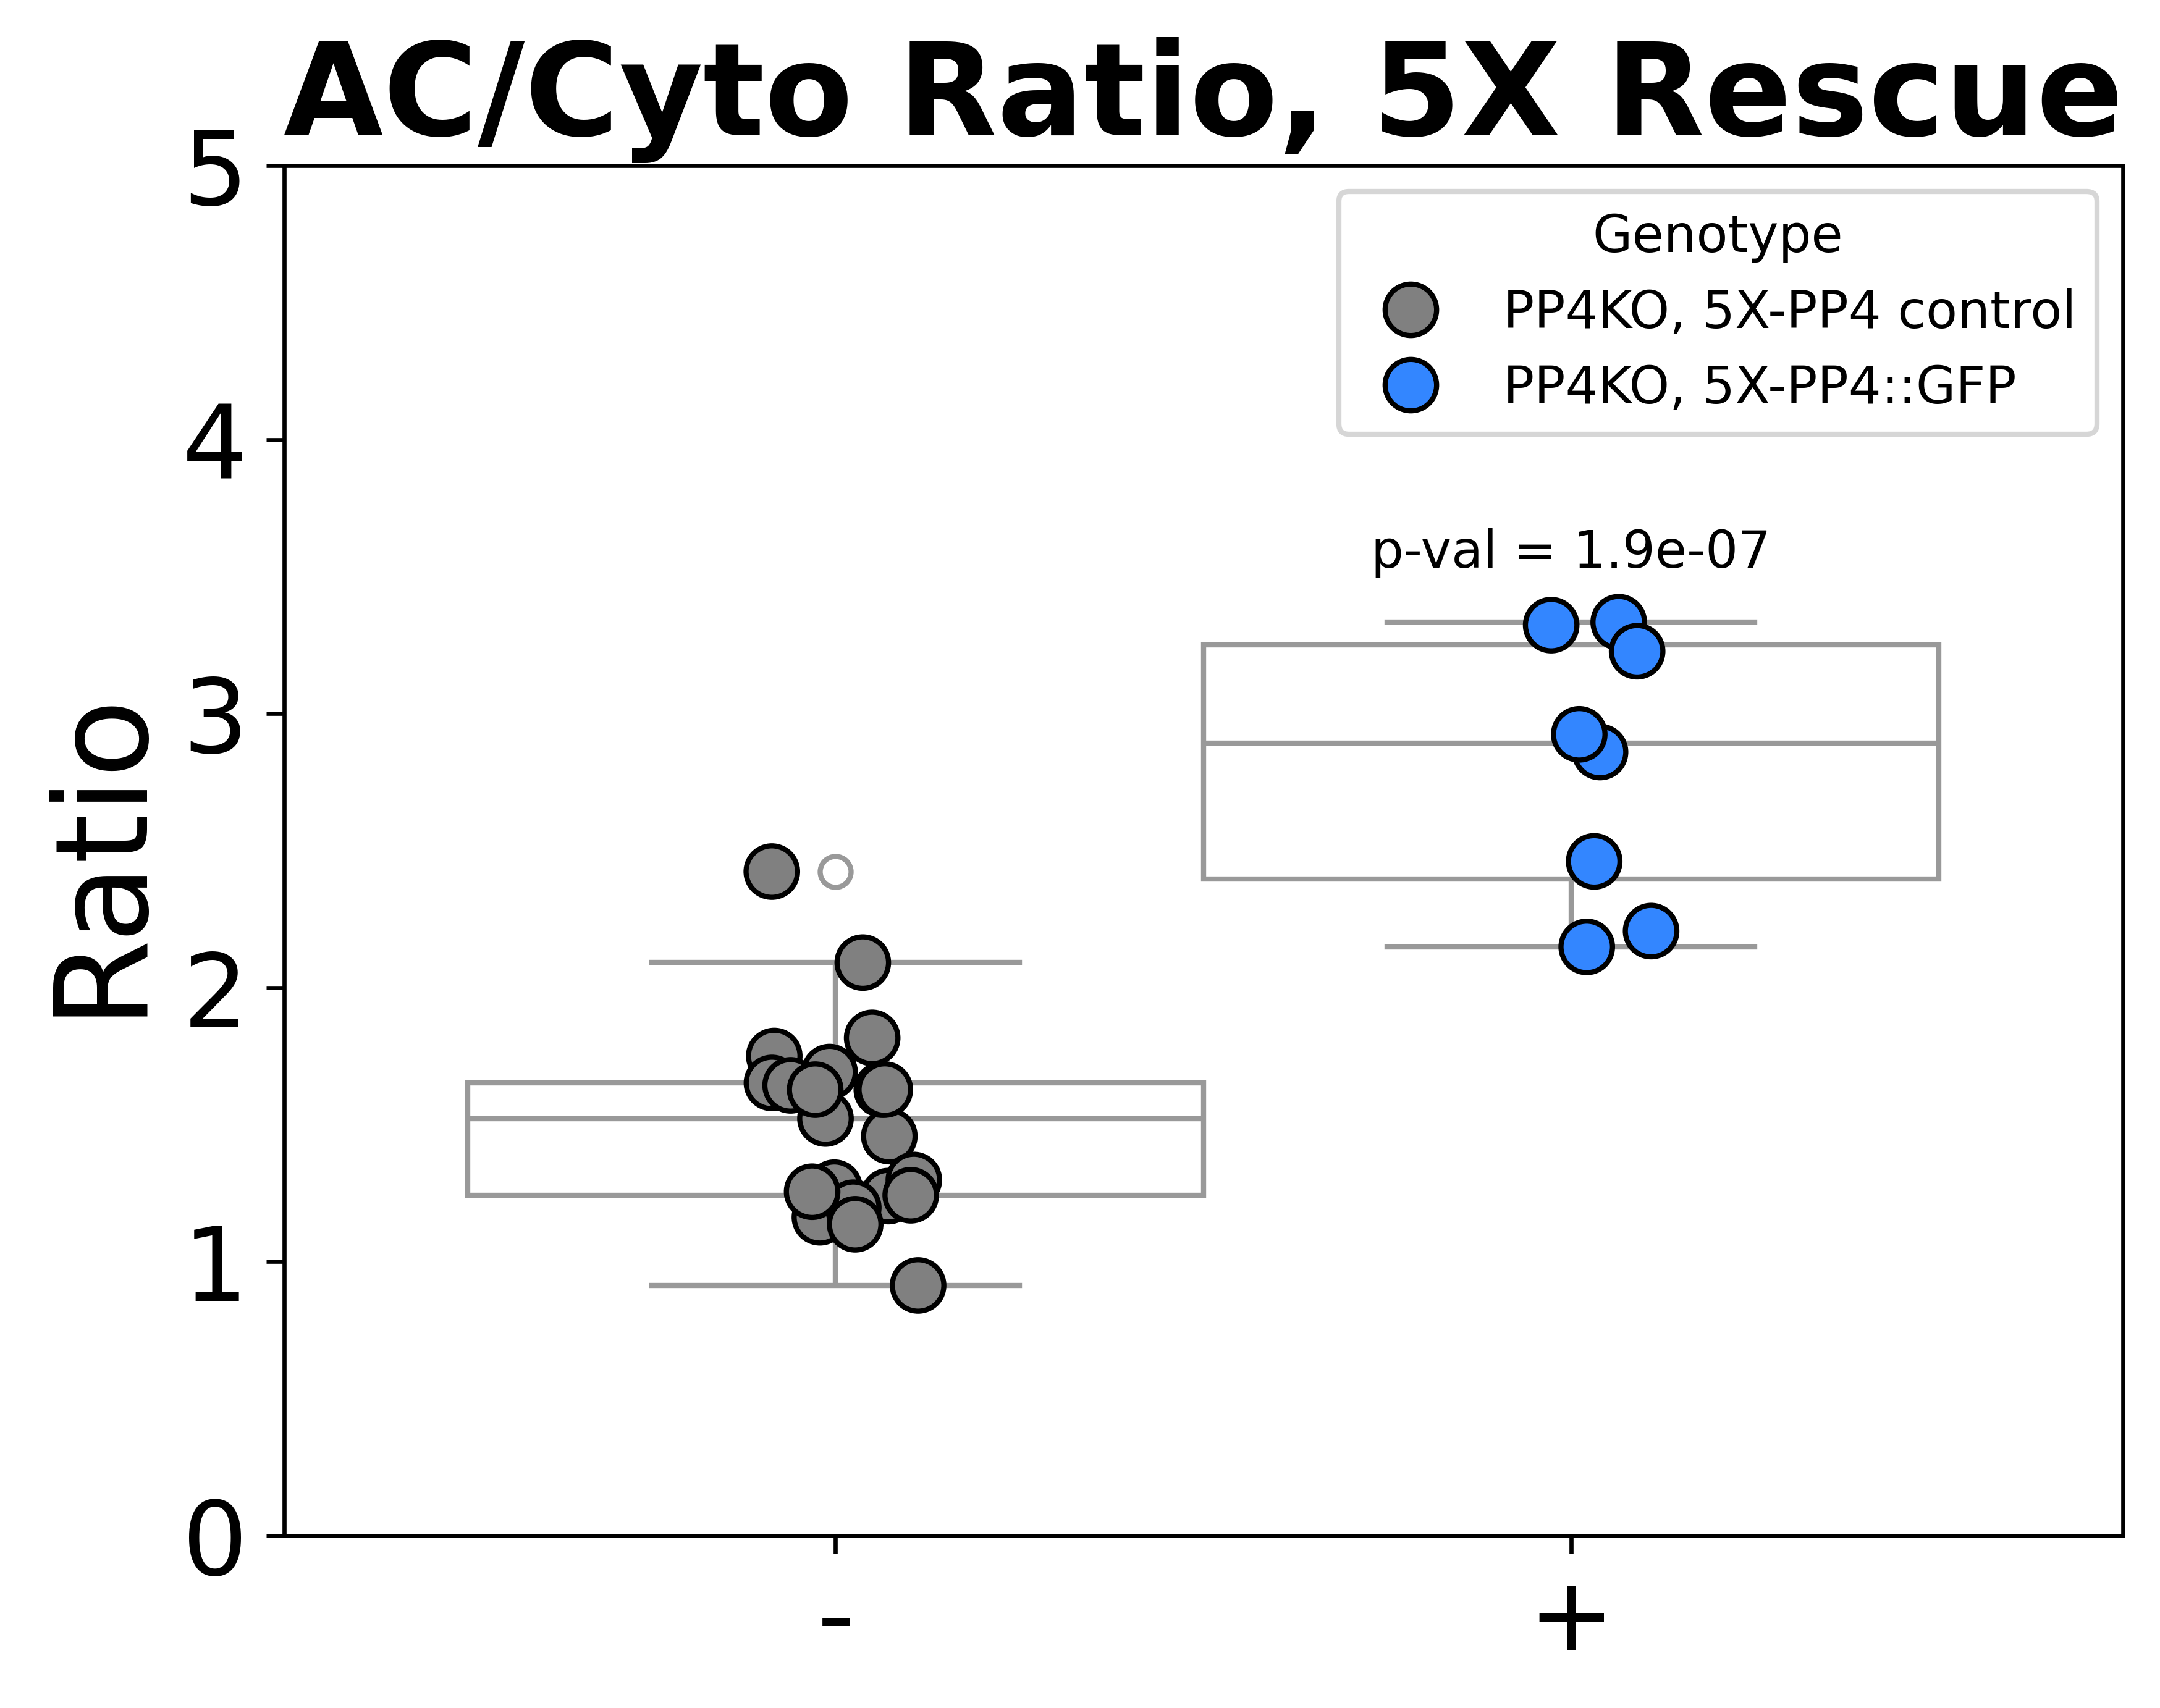 AC/Cyto Ratio, 5X Rescue
5
4
3
2
1
0
Ratio
Genotype
PP4KO, 5X-PP4 control
PP4KO, 5X-PP4::GFP
p-val = 1.9e-07
-
+